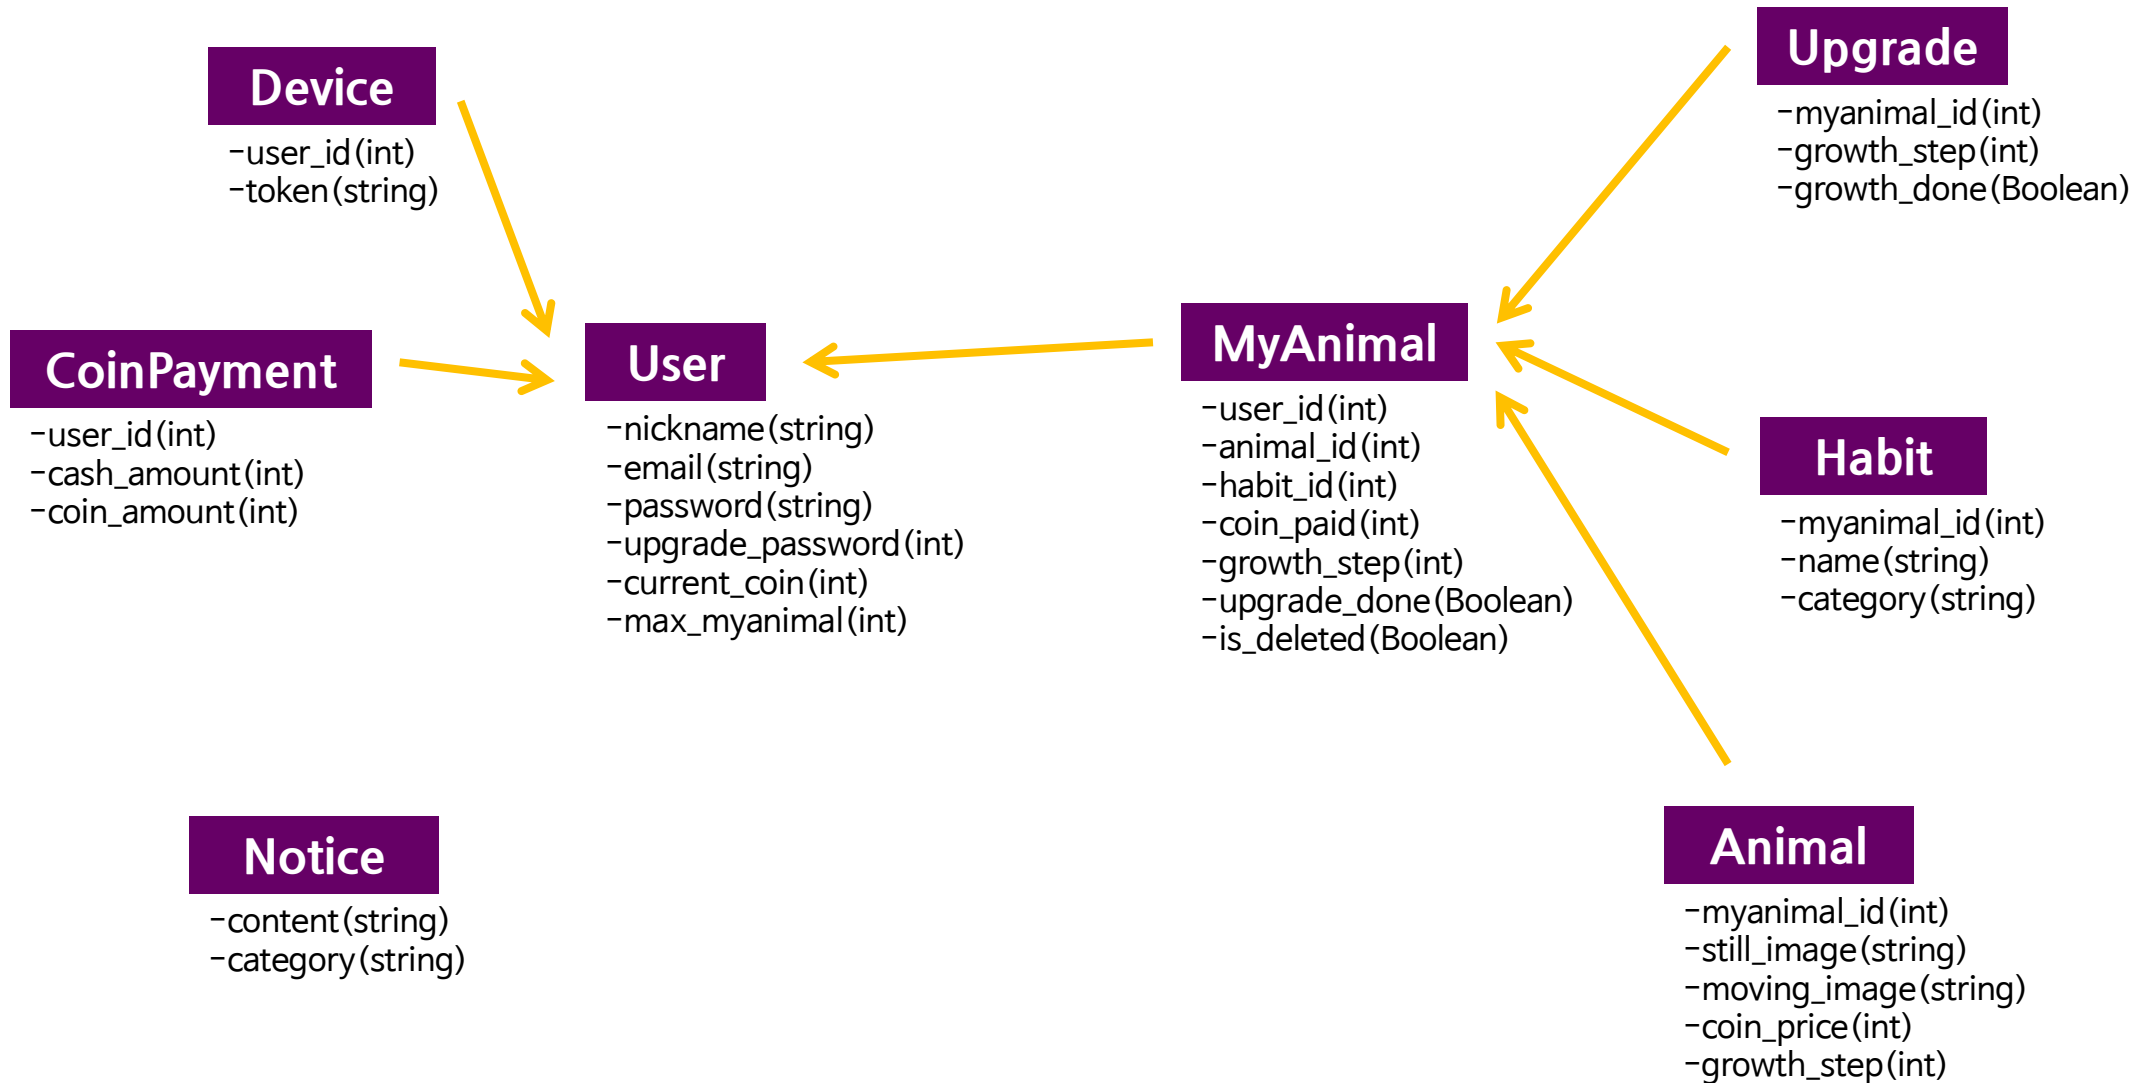 Device
-user_id(int)
-token(string)
CoinPayment
-user_id(int)
-cash_amount(int)
-coin_amount(int)
User
-nickname(string)
-email(string)
-password(string)
-upgrade_password(int)
-current_coin(int)
-max_myanimal(int)
MyAnimal
-user_id(int)
-animal_id(int)
-habit_id(int)
-coin_paid(int)
-growth_step(int)
-upgrade_done(Boolean)
-is_deleted(Boolean)
Upgrade
-myanimal_id(int)
-growth_step(int)
-growth_done(Boolean)
Habit
-myanimal_id(int)
-name(string)
-category(string)
Notice
-content(string)
-category(string)
Animal
-myanimal_id(int)
-still_image(string)
-moving_image(string)
-coin_price(int)
-growth_step(int)